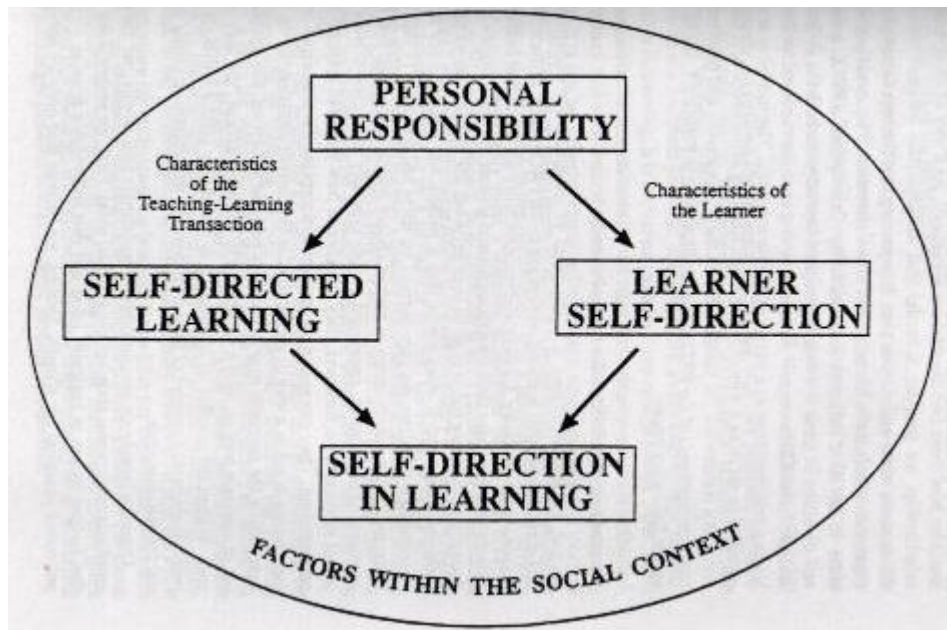 PERSONAL
RESPONSIBILITY
Characteristics
of the
Teaching-Learning
Transaction
Characteristics of
the Learner
SELF-DIRECTED
LEARNING
LEARNER
SELF-DIRECTION
SELF-DIRECTION
IN LEARNING
FACTORS WITHIN THE SOCIAL CONTEXT